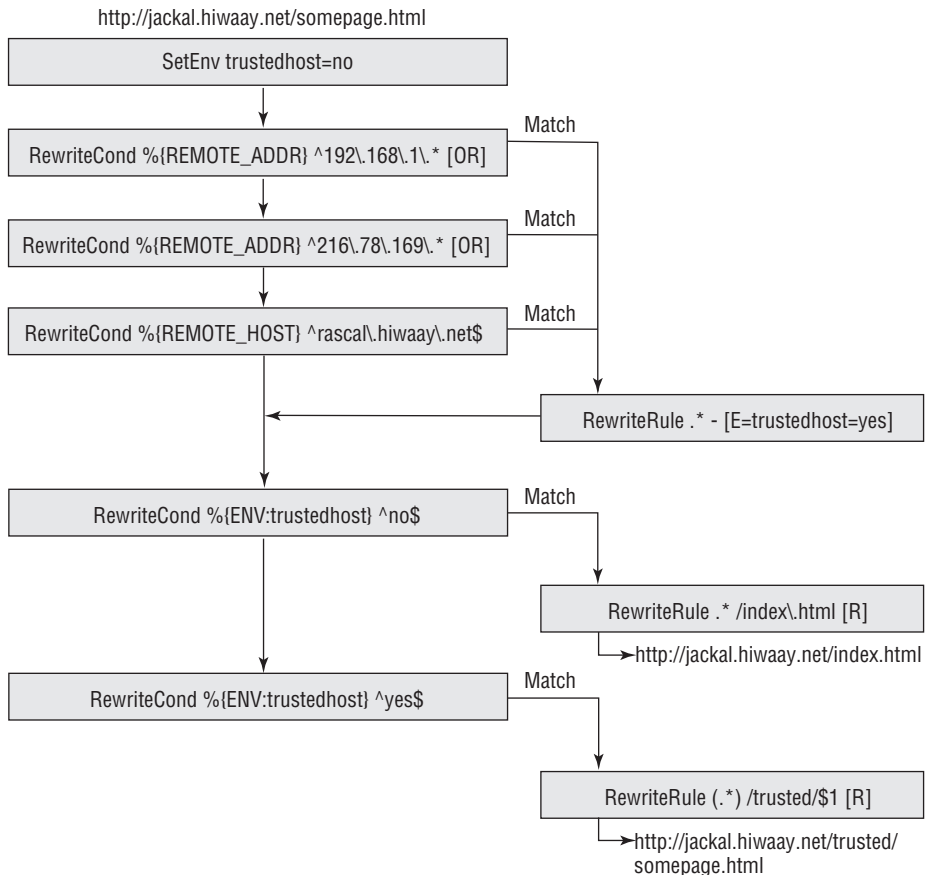 http://jackal.hiwaay.net/somepage.html
SetEnv trustedhost=no
Match
RewriteCond %{REMOTE_ADDR} ^192\.168\.1\.* [OR]
Match
RewriteCond %{REMOTE_ADDR} ^216\.78\.169\.* [OR]
Match
RewriteCond %{REMOTE_HOST} ^rascal\.hiwaay\.net$
RewriteRule .* - [E=trustedhost=yes]
Match
RewriteCond %{ENV:trustedhost} ^no$
RewriteRule .* /index\.html [R]
http://jackal.hiwaay.net/index.html
Match
RewriteCond %{ENV:trustedhost} ^yes$
RewriteRule (.*) /trusted/$1 [R]
http://jackal.hiwaay.net/trusted/
somepage.html